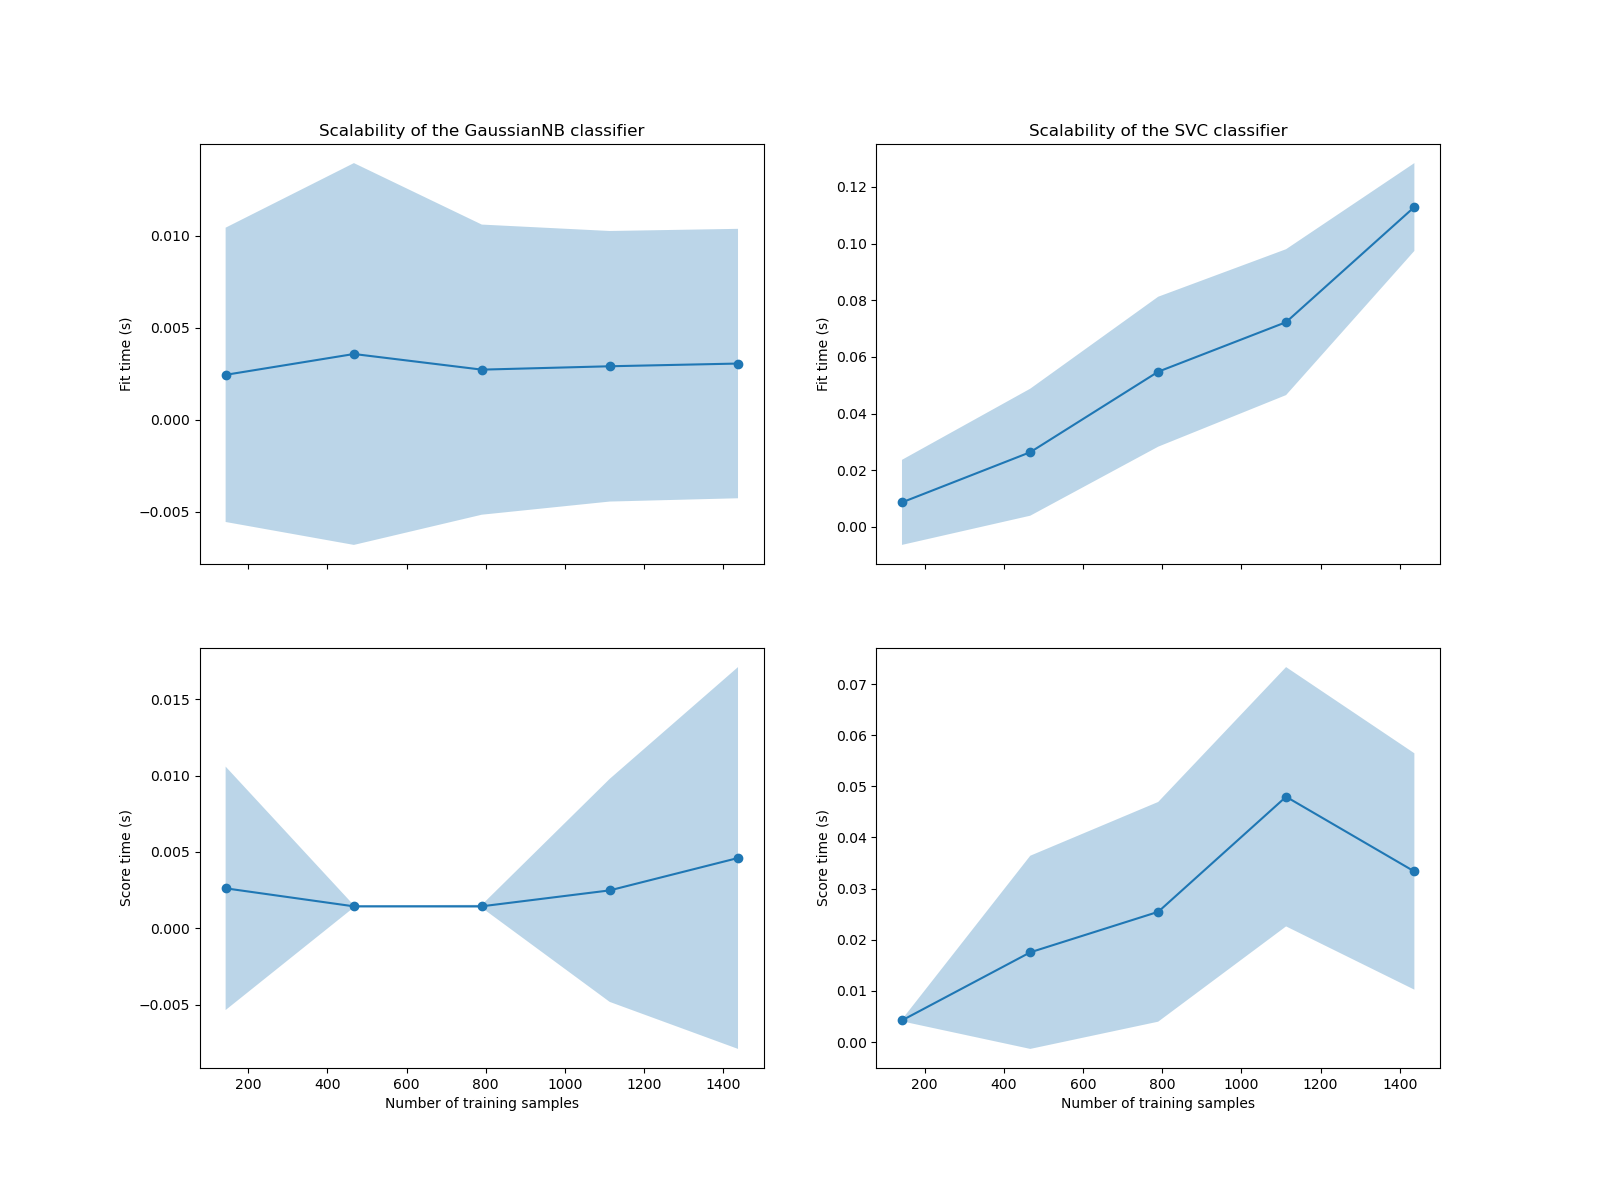 Scalability of the GaussianNB classifier
Fit time (s)
0.010
0.005
0.000
−0.005
Scalability of the SVC classifier
Fit time (s)
0.12
0.10
0.08
0.06
0.04
0.02
0.00
Score time (s)
0.015
0.010
0.005
0.000
−0.005
200 400 600 800 1000 1200 1400
Number of training samples
Score time (s)
0.07
0.06
0.05
0.04
0.03
0.02
0.01
0.00
200 400 600 800 1000 1200 1400
Number of training samples